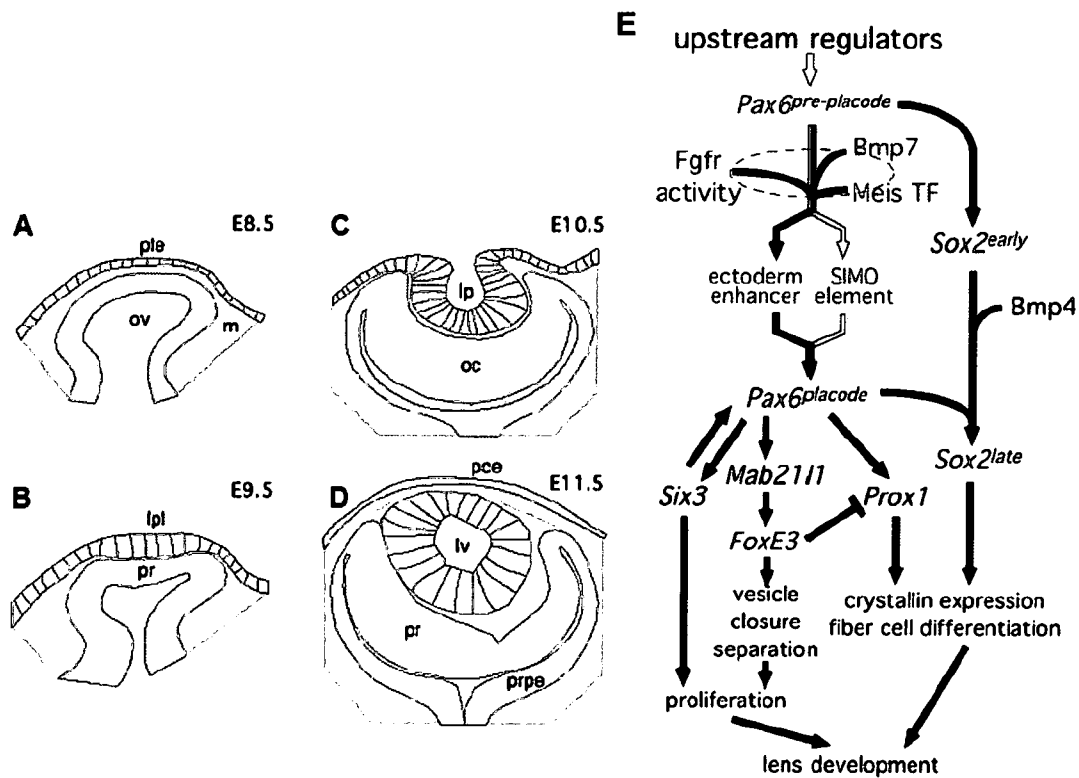 A
E8.5
ple
ov
m
B
E9.5
lpl
pr
C
E10.5
lp
oc
D
E11.5
pce
lv
pr
prpe
E
upstream regulators
Pax6pre-placode
Fgfr
activity
Bmp7
Meis TF
Sox2early
ectoderm
enhancer
SIMO
element
Bmp4
Pax6placode
Sox2late
Six3
Mab21l1
Prox1
FoxE3
vesicle
closure
separation
crystallin expression
fiber cell differentiation
proliferation
lens development